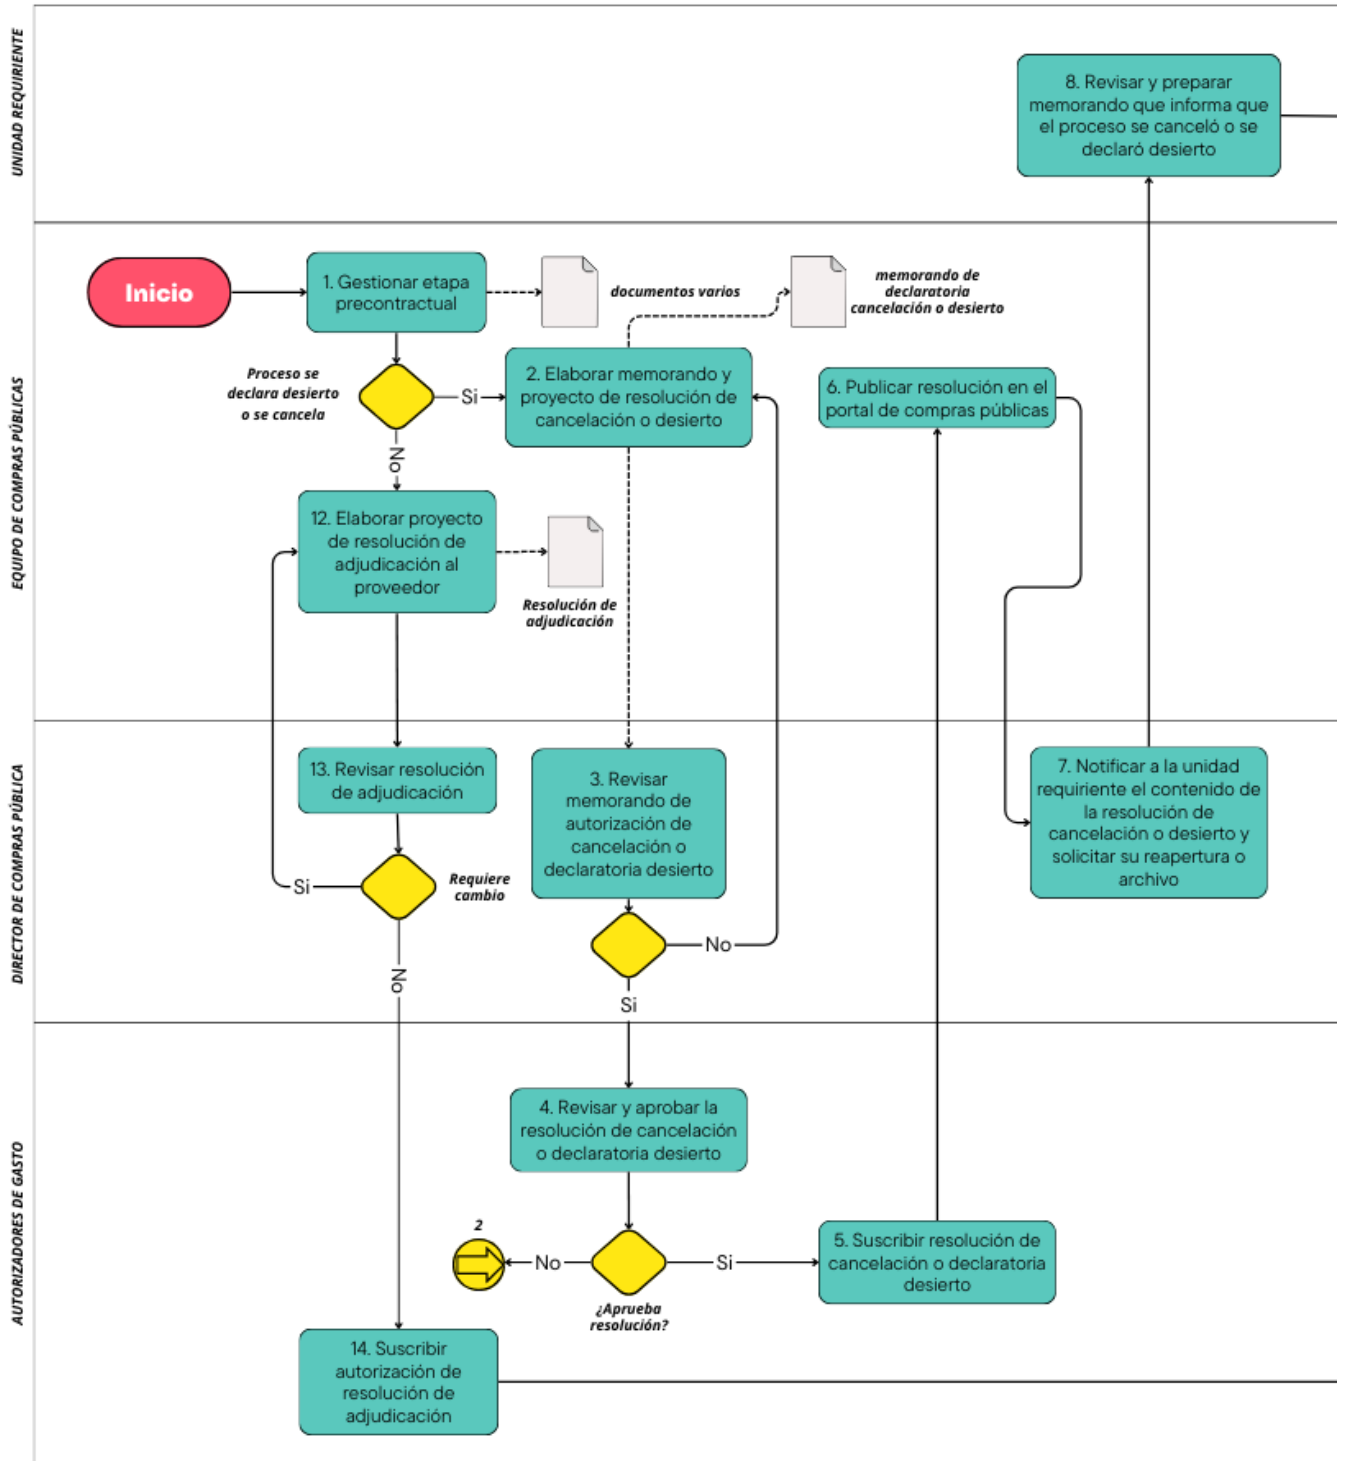 UNIDAD REQUIRIENTE
8. Revisar y preparar
memorando que informa que
el proceso se canceló o se
declaró desierto
EQUIPO DE COMPRAS PÚBLICAS
Inicio
1. Gestionar etapa
precontractual
documentos varios
memorando de
declaratoria
cancelación o desierto
Proceso se
declara desierto
o se cancela
Si
2. Elaborar memorando y
proyecto de resolución de
cancelación o desierto
6. Publicar resolución en el
portal de compras públicas
No
12. Elaborar proyecto
de resolución de
adjudicación al
proveedor
Resolución de
adjudicación
DIRECTOR DE COMPRAS PÚBLICA
13. Revisar resolución
de adjudicación
Si
Requiere
cambio
No
3. Revisar
memorando de
autorización de
cancelación o
declaratoria desierto
No
Si
7. Notificar a la unidad
requiriente el contenido de
la resolución de
cancelación o desierto y
solicitar su reapertura o
archivo
AUTORIZADORES DE GASTO
4. Revisar y aprobar la
resolución de cancelación
o declaratoria desierto
2
No
Si
¿Aprueba
resolución?
5. Suscribir resolución de
cancelación o declaratoria
desierto
14. Suscribir
autorización de
resolución de
adjudicación